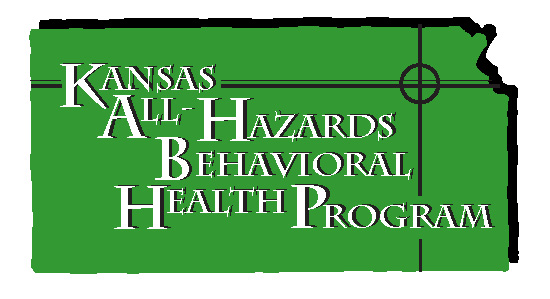 KANSAS
ALL-HAZARDS
BEHAVIORAL
HEALTH PROGRAM